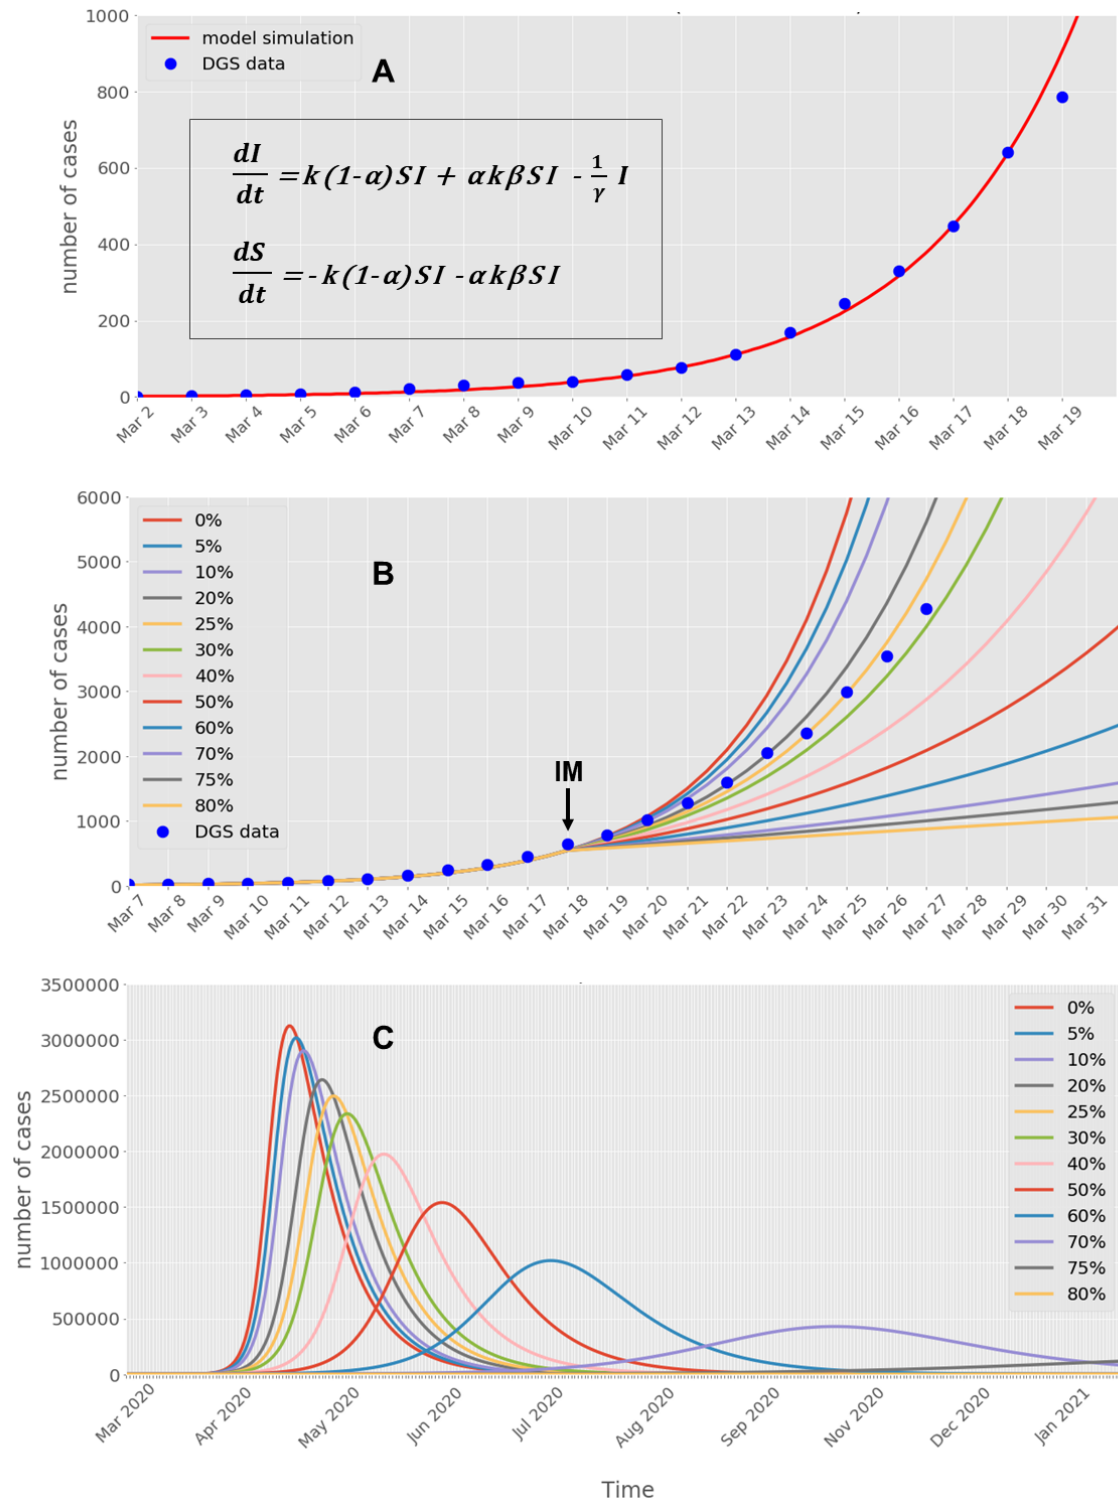 1000
800
600
400
200
0
number of cases
model simulation
DGS data
A
dI/dt =k(1-α)SI + αkβSI - 1/γ I
dS/dt =-k(1-α)SI -αkβSI
Mar 2
Mar 3
Mar 4
Mar 5
Mar 6
Mar 7
Mar 8
Mar 9
Mar 10
Mar 11
Mar 12
Mar 13
Mar 14
Mar 15
Mar 16
Mar 17
Mar 18
Mar 19
6000
5000
4000
3000
2000
1000
0
number of cases
0%
5%
10%
20%
25%
30%
40%
50%
60%
70%
75%
80%
DGS data
B
IM
Mar 7
Mar 8
Mar 9
Mar 10
Mar 11
Mar 12
Mar 13
Mar 14
Mar 15
Mar 16
Mar 17
Mar 18
Mar 19
Mar 20
Mar 21
Mar 22
Mar 23
Mar 24
Mar 25
Mar 26
Mar 27
Mar 28
Mar 29
Mar 30
Mar 31
3500000
3000000
2500000
2000000
1500000
1000000
500000
0
number of cases
C
0%
5%
10%
20%
25%
30%
40%
50%
60%
70%
75%
80%
Mar 2020
Apr 2020
May 2020
Jun 2020
Jul 2020
Aug 2020
Sep 2020
Nov 2020
Dec 2020
Jan 2021
Time